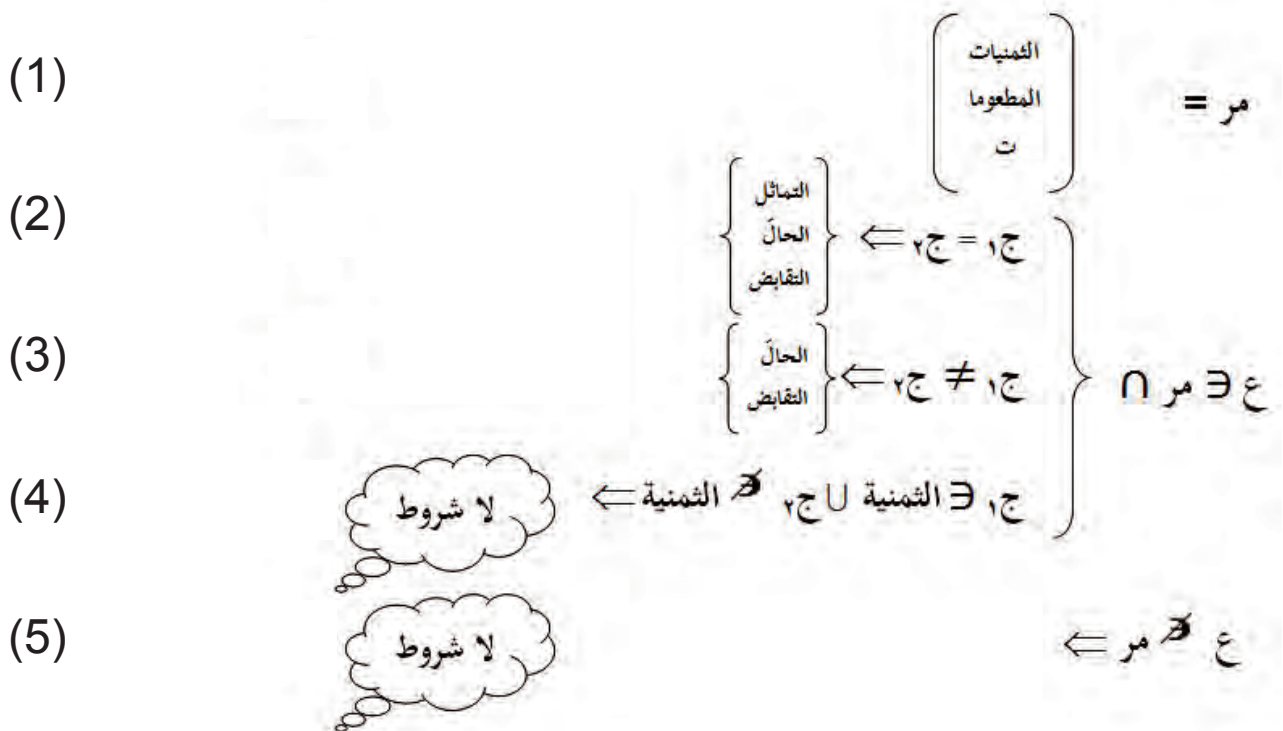 (1)
مر =
الثمنيات
المطعوما
ت
(2)
ج١ = ج٢ ⇐
التماثل
الحالّ
التقابض
(3)
ع ∋ مر ∩
ج١ ≠ ج٢ ⇐
الحالّ
التقابض
(4)
ج١ ∋ الثمنية ∪ ج٢ ∌ الثمنية ⇐
لا شروط
(5)
ع ∌ مر ⇐
لا شروط